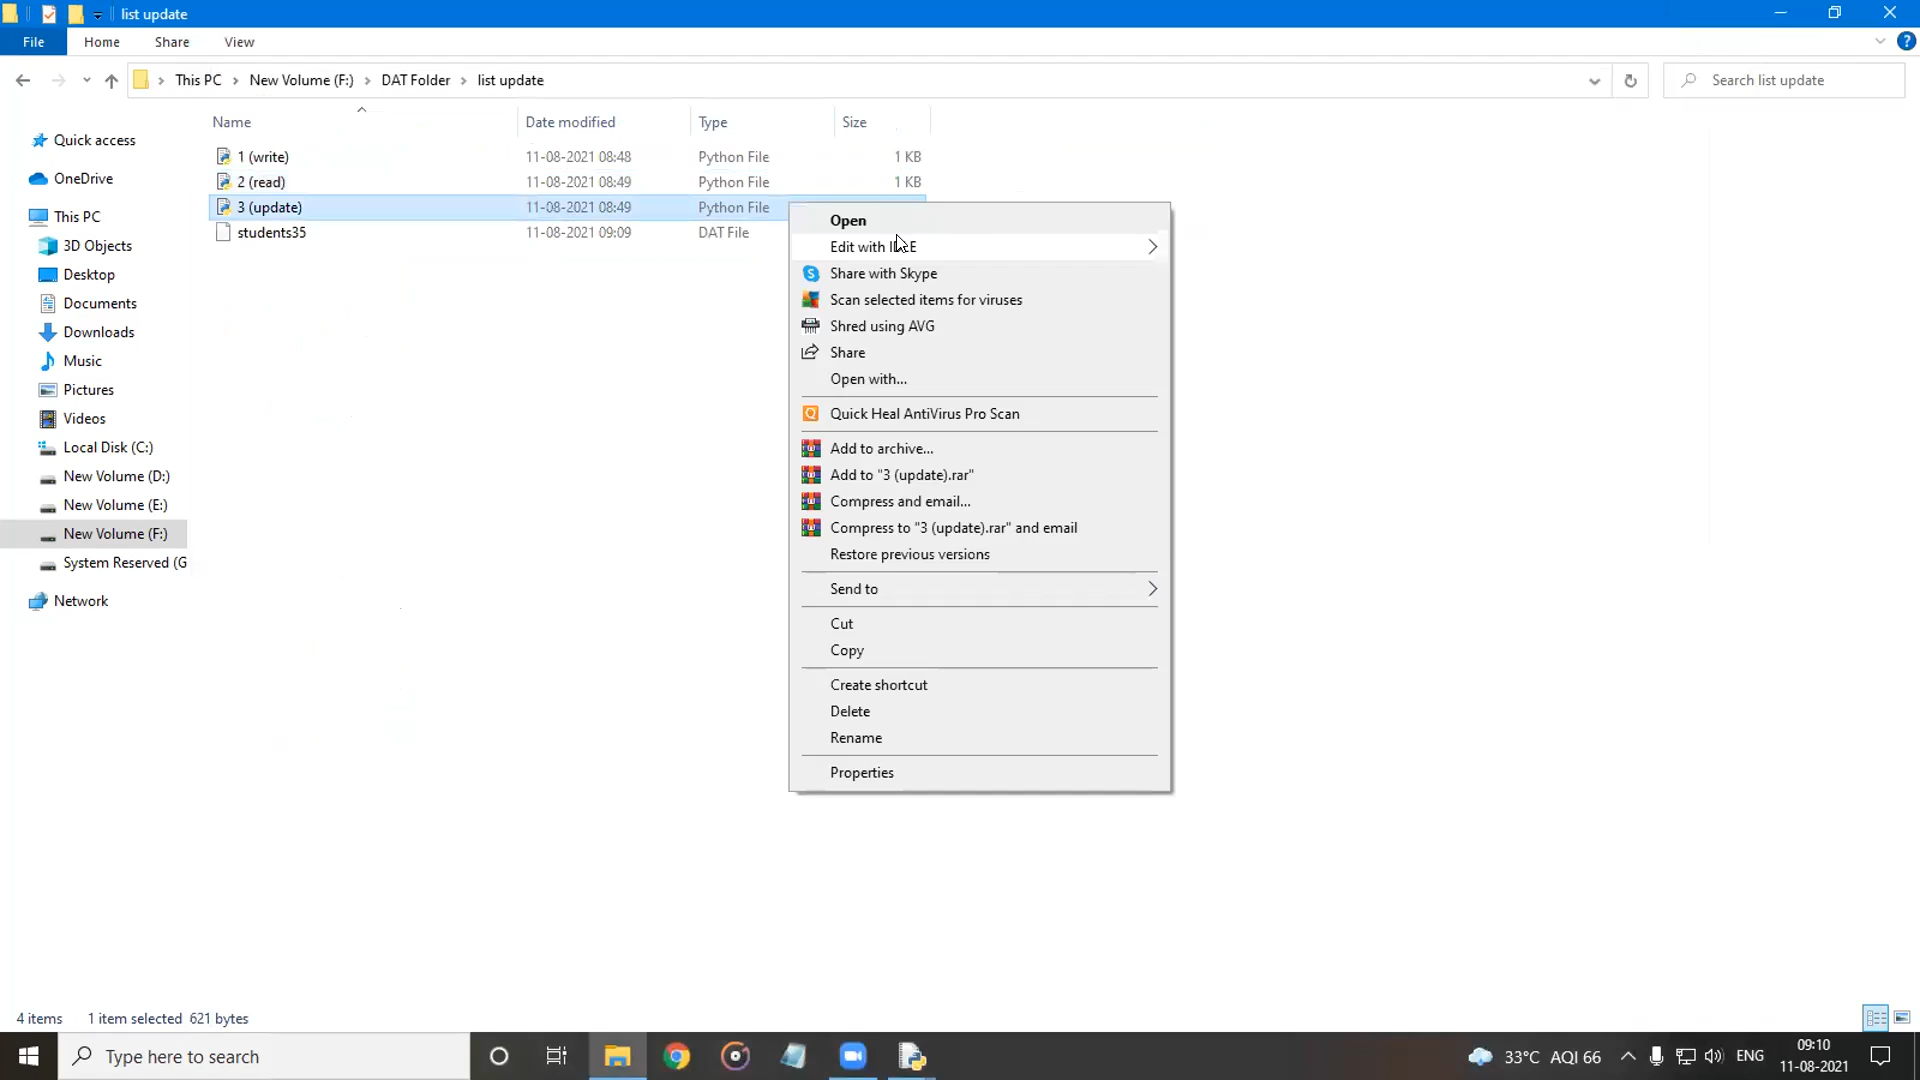 list update
File Home Share View
This PC New Volume (F:) DAT Folder list update
Search list update
Name Date modified Type Size
1 (write) 11-08-2021 08:48 Python File 1 KB
2 (read) 11-08-2021 08:49 Python File 1 KB
3 (update) 11-08-2021 08:49 Python File
students35 11-08-2021 09:09 DAT File
Quick access
OneDrive
This PC
3D Objects
Desktop
Documents
Downloads
Music
Pictures
Videos
Local Disk (C:)
New Volume (D:)
New Volume (E:)
New Volume (F:)
System Reserved (G
Network
Open
Edit with
Share with Skype
Scan selected items for viruses
Shred using AVG
Share
Open with...
Quick Heal AntiVirus Pro Scan
Add to archive...
Add to "3 (update).rar"
Compress and email...
Compress to "3 (update).rar" and email
Restore previous versions
Send to
Cut
Copy
Create shortcut
Delete
Rename
Properties
4 items 1 item selected 621 bytes
Type here to search
33°C AQI 66
ENG
09:10
11-08-2021